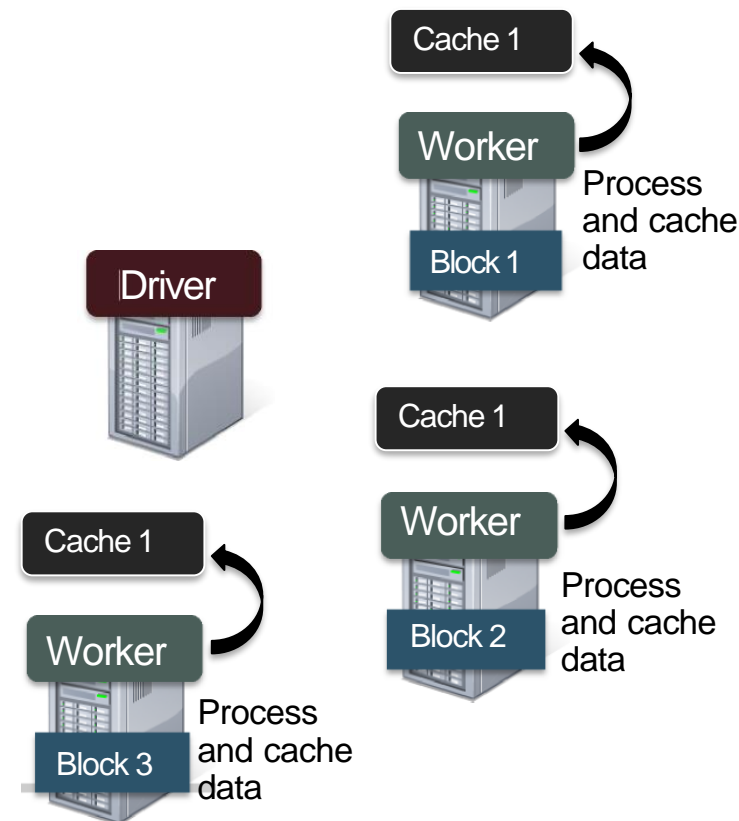 Cache 1
Worker
Process
and cache
data
Block 1
Driver
Cache 1
Worker
Process
and cache
data
Block 2
Cache 1
Worker
Process
and cache
data
Block 3